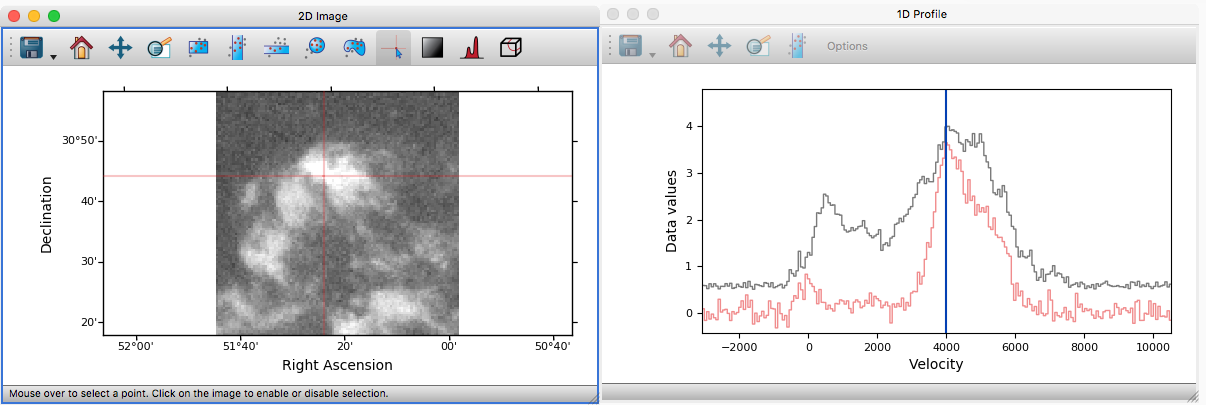 2D Image
Declination
30°50'
40'
30'
20'
52°00'
51°40'
20'
00'
50°40'
Right Ascension
Mouse over to select a point. Click on the image to enable or disable selection.
1D Profile
Options
Data values
4
3
2
1
0
−2000
0
2000
4000
6000
8000
10000
Velocity